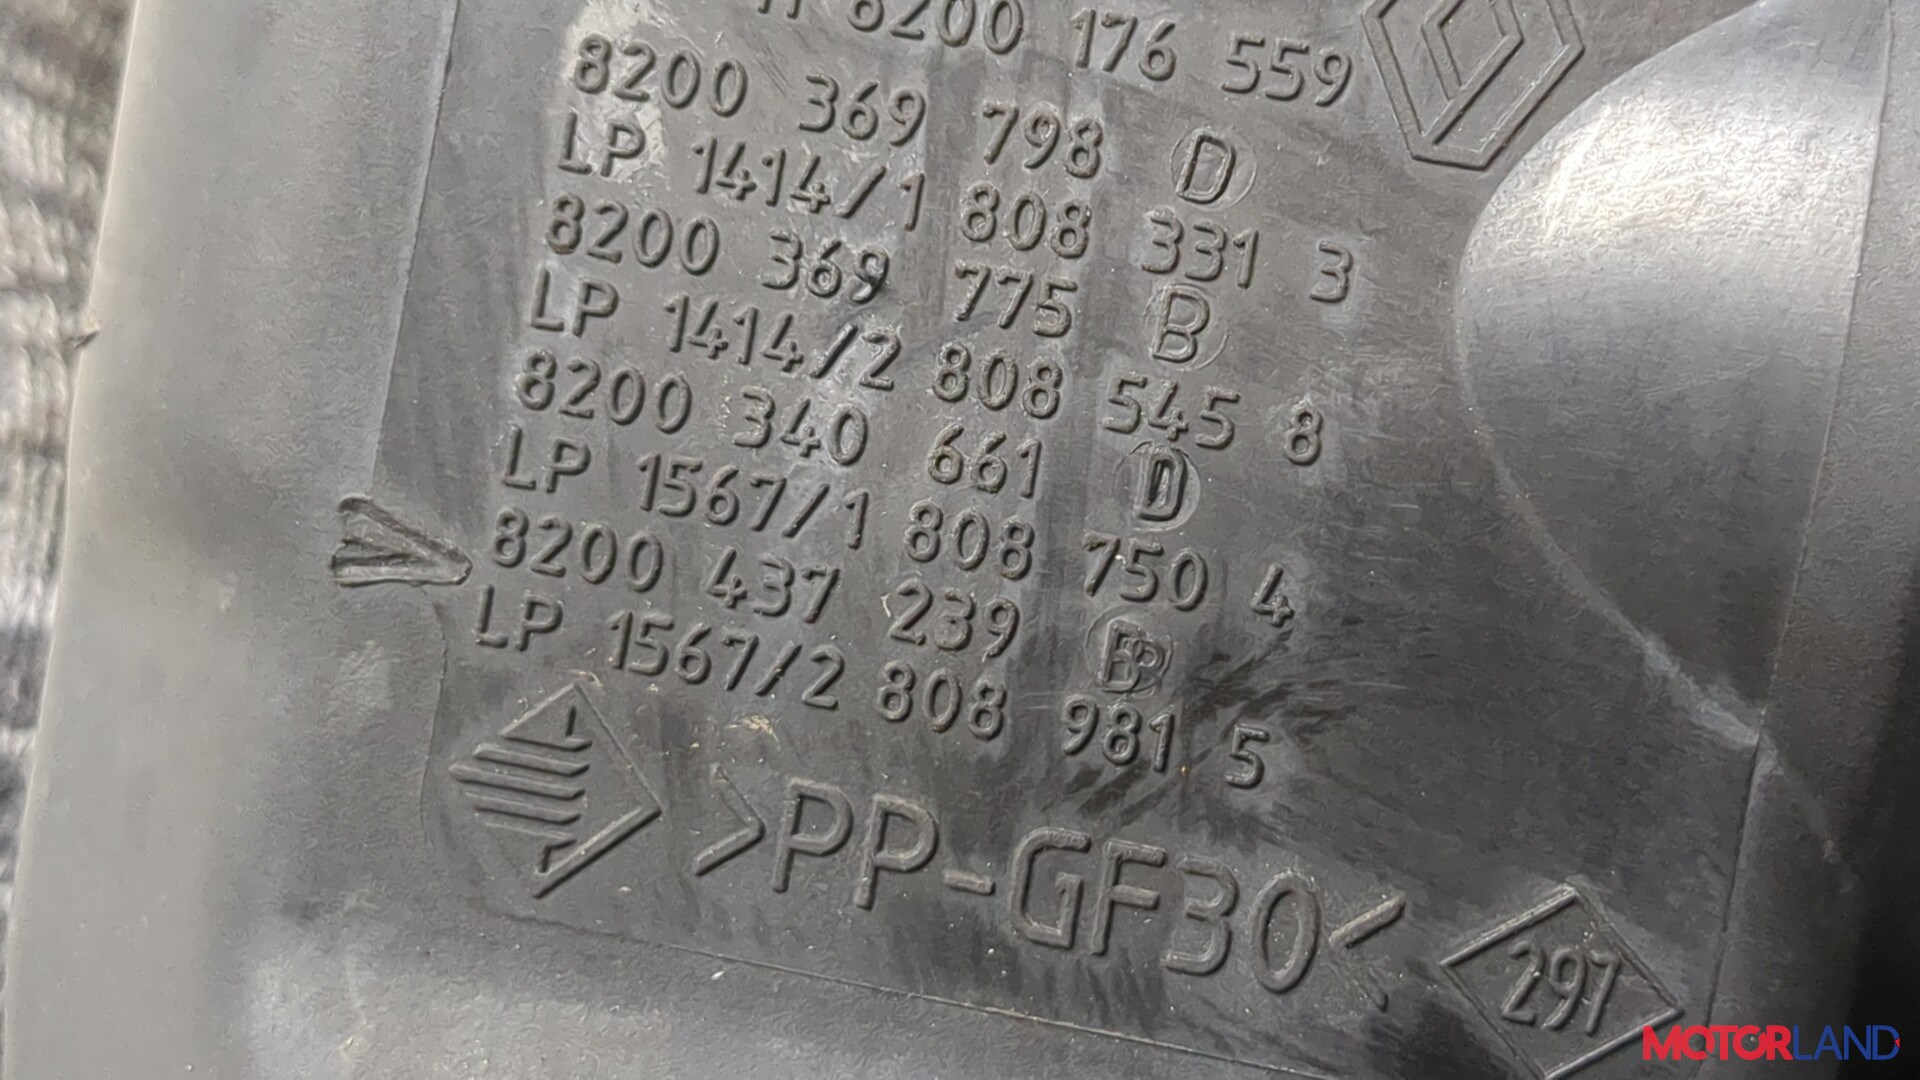 8200 176 559
8200 369 798 D
LP 1414/1 808 331 3
8200 369 775 B
LP 1414/2 808 545 8
8200 340 661 D
LP 1567/1 808 750 4
8200 437 239 B
LP 1567/2 808 981 5
>PP-GF30<
297
MOTORLAND